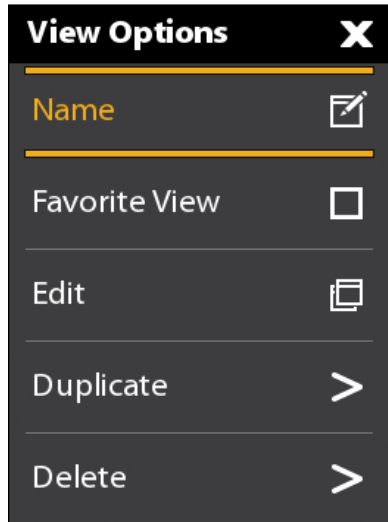 View Options
Name
Favorite View
Edit
Duplicate
Delete